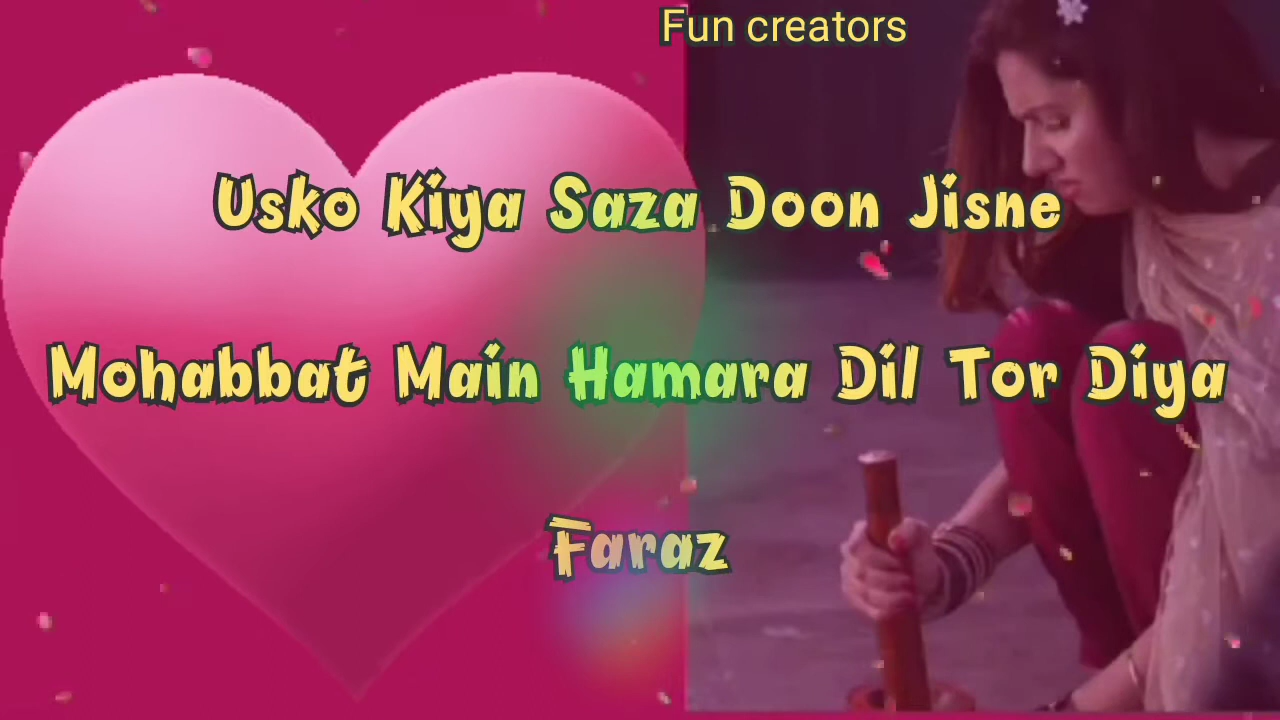 Fun creators
Usko Kiya Saza Doon Jisne
Mohabbat Main Hamara Dil Tor Diya
Faraz